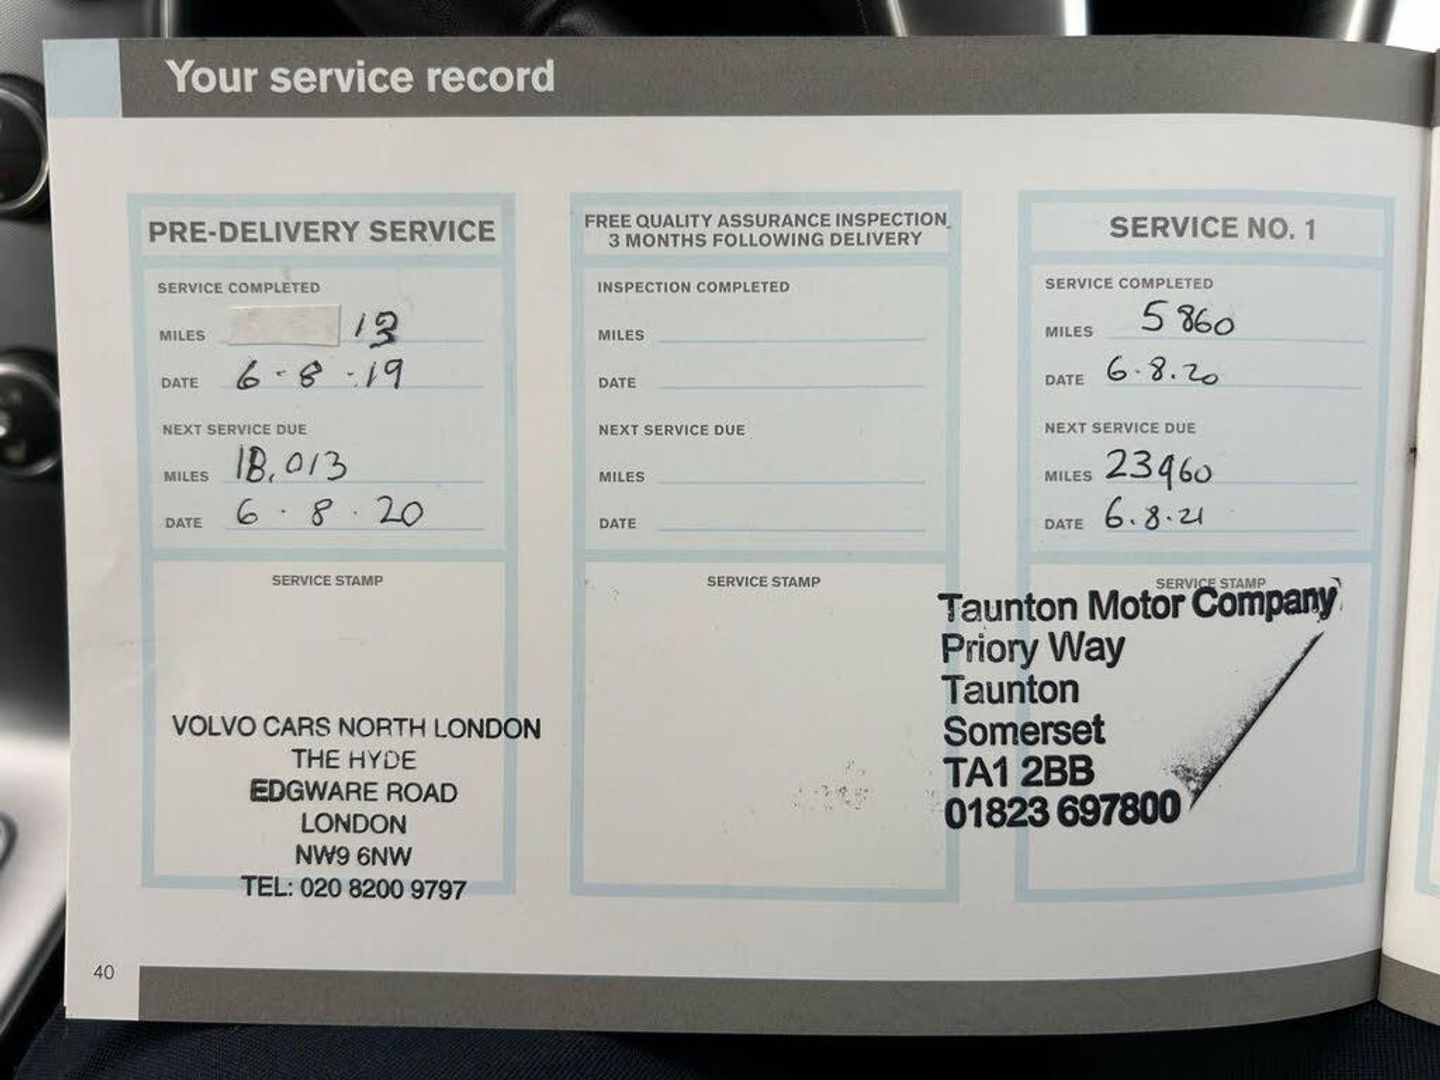 Your service record
PRE-DELIVERY SERVICE
SERVICE COMPLETED
MILES 13
DATE 6-8-19
NEXT SERVICE DUE
MILES 18,013
DATE 6.8.20
SERVICE STAMP
VOLVO CARS NORTH LONDON
THE HYDE
EDGWARE ROAD
LONDON
NW9 6NW
TEL: 020 8200 9797
FREE QUALITY ASSURANCE INSPECTION
3 MONTHS FOLLOWING DELIVERY
INSPECTION COMPLETED
MILES
DATE
NEXT SERVICE DUE
MILES
DATE
SERVICE STAMP
SERVICE NO. 1
SERVICE COMPLETED
MILES 5860
DATE 6.8.20
NEXT SERVICE DUE
MILES 23960
DATE 6.8.21
SERVICE STAMP
Taunton Motor Company
Priory Way
Taunton
Somerset
TA1 2BB
01823 697800
40